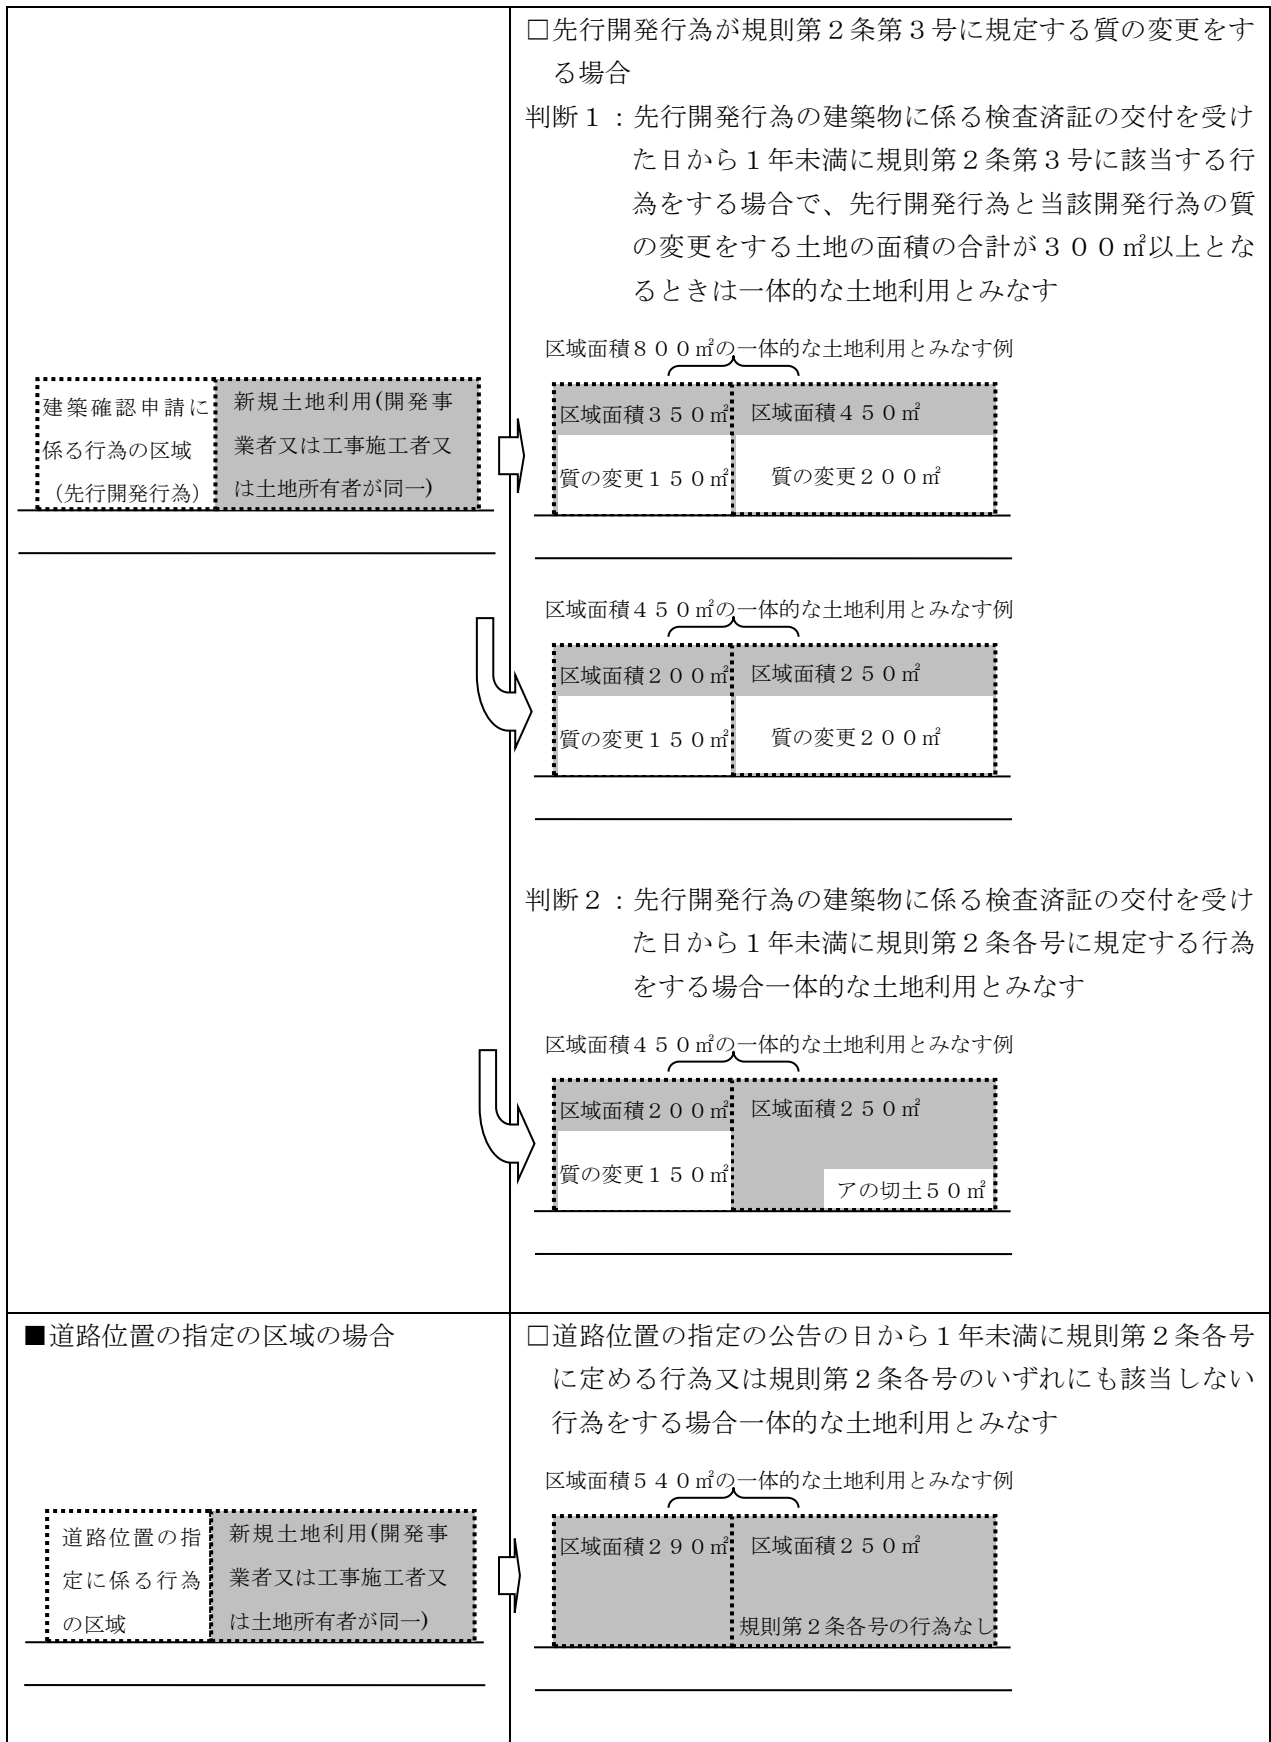 □先行開発行為が規則第２条第３号に規定する質の変更をす
る場合
判断１：先行開発行為の建築物に係る検査済証の交付を受け
た日から１年未満に規則第２条第３号に該当する行
為をする場合で、先行開発行為と当該開発行為の質
の変更をする土地の面積の合計が３００㎡以上とな
るときは一体的な土地利用とみなす
建築確認申請に
係る行為の区域
（先行開発行為）
新規土地利用(開発事
業者又は工事施工者又
は土地所有者が同一)
区域面積８００㎡の一体的な土地利用とみなす例
区域面積３５０㎡
区域面積４５０㎡
質の変更１５０㎡
質の変更２００㎡
区域面積４５０㎡の一体的な土地利用とみなす例
区域面積２００㎡
区域面積２５０㎡
質の変更１５０㎡
質の変更２００㎡
判断２：先行開発行為の建築物に係る検査済証の交付を受け
た日から１年未満に規則第２条各号に規定する行為
をする場合一体的な土地利用とみなす
区域面積４５０㎡の一体的な土地利用とみなす例
区域面積２００㎡
区域面積２５０㎡
質の変更１５０㎡
アの切土５０㎡
■道路位置の指定の区域の場合
道路位置の指
定に係る行為
の区域
新規土地利用(開発事
業者又は工事施工者又
は土地所有者が同一)
□道路位置の指定の公告の日から１年未満に規則第２条各号
に定める行為又は規則第２条各号のいずれにも該当しない
行為をする場合一体的な土地利用とみなす
区域面積５４０㎡の一体的な土地利用とみなす例
区域面積２９０㎡
区域面積２５０㎡
規則第２条各号の行為なし